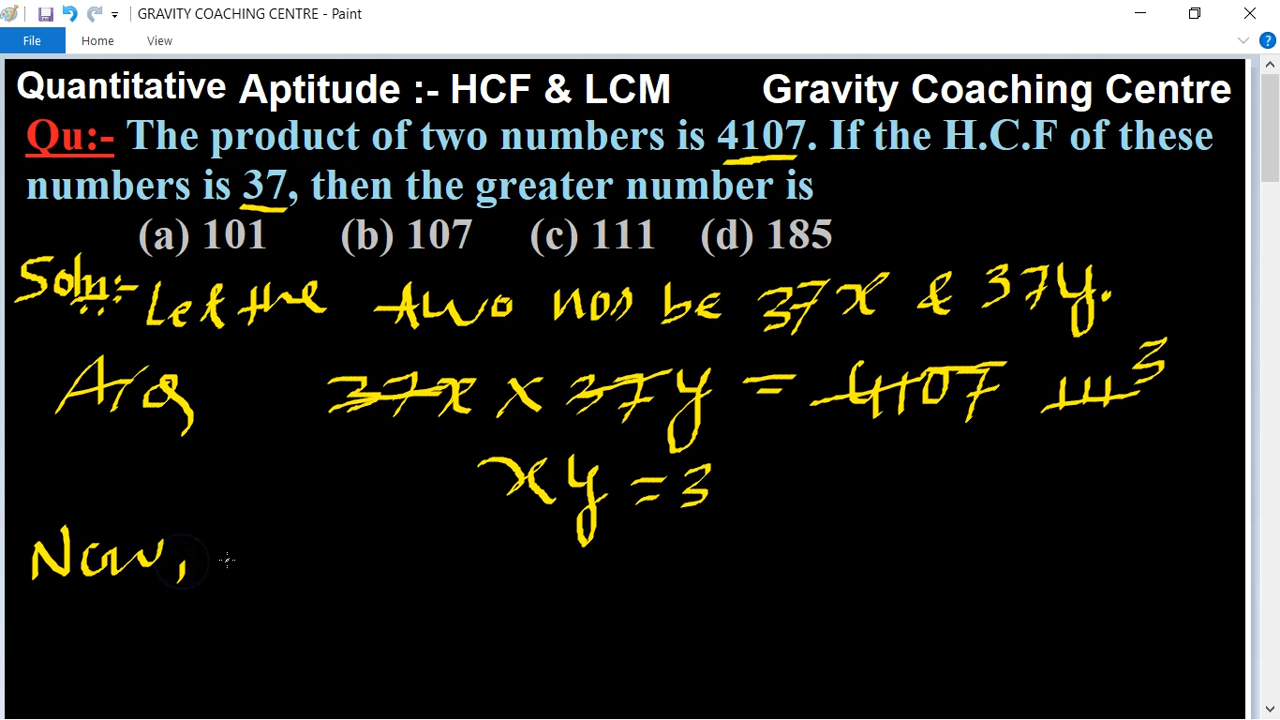 GRAVITY COACHING CENTRE - Paint
File Home View
Quantitative Aptitude :- HCF & LCM Gravity Coaching Centre
Qu:- The product of two numbers is 4107. If the H.C.F of these
numbers is 37, then the greater number is
(a) 101 (b) 107 (c) 111 (d) 185
Soln:- Let the two nos be 37x & 37y.
A/Q 37x × 37y = 4107 111 3
xy = 3
Now,